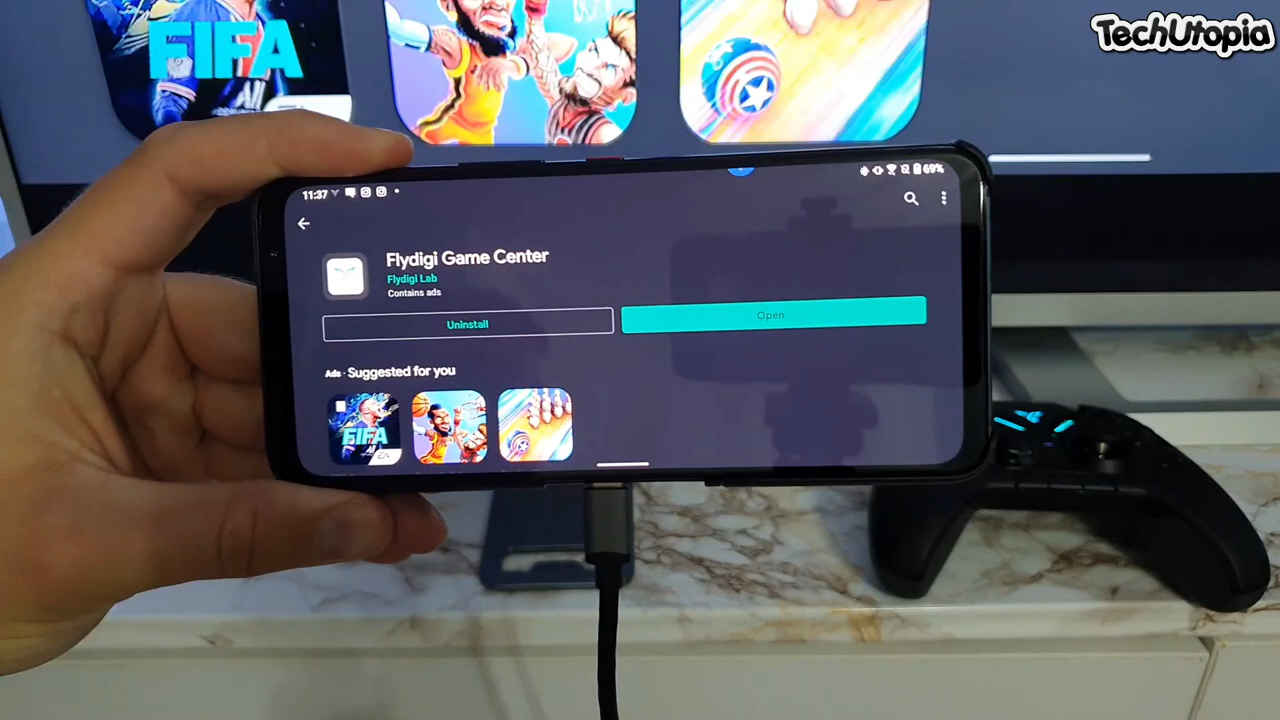 TechUtopia
FIFA
11:37
69%
Flydigi Game Center
Flydigi Lab
Contains ads
Uninstall
Open
Ads · Suggested for you
FIFA
EA